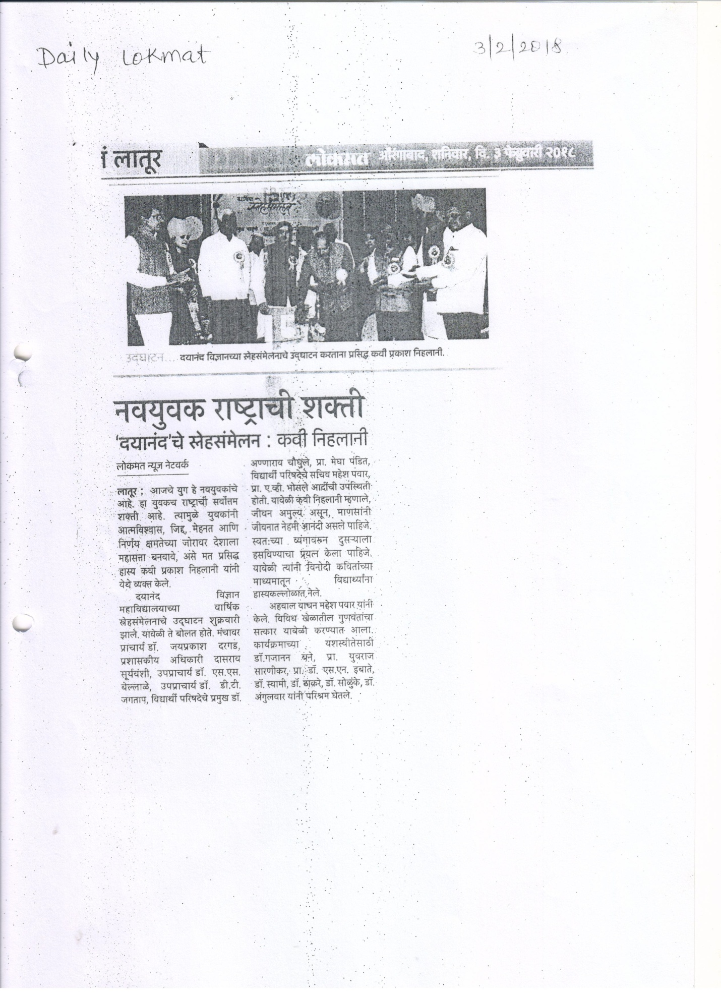 Daily Lokmat
3/2/2018
लातूर
लोकमत औरंगाबाद, शनिवार, दि. ३ फेब्रुवारी २०१८
वार्षिक
स्नेहसंमेलन
उद्‌घाटन... दयानंद विज्ञानच्या स्नेहसंमेलनाचे उद्‌घाटन करताना प्रसिद्ध कवी प्रकाश निहलानी.
नवयुवक राष्ट्राची शक्ती
'दयानंद'चे स्नेहसंमेलन : कवी निहलानी
लोकमत न्यूज नेटवर्क
लातूर : आजचे युग हे नवयुवकांचे
आहे. हा युवकच राष्ट्राची सर्वोत्तम
शक्ती आहे. त्यामुळे युवकांनी
आत्मविश्वास, जिद्द, मेहनत आणि
निर्णय क्षमतेच्या जोरावर देशाला
महासत्ता बनवावे, असे मत प्रसिद्ध
हास्य कवी प्रकाश निहलानी यांनी
येथे व्यक्त केले.
दयानंद विज्ञान
महाविद्यालयाच्या वार्षिक
स्नेहसंमेलनाचे उद्‌घाटन शुक्रवारी
झाले. यावेळी ते बोलत होते. मंचावर
प्राचार्य डॉ. जयप्रकाश दरगड,
प्रशासकीय अधिकारी दासराव
सूर्यवंशी, उपप्राचार्य डॉ. एस.एस.
बेल्लाळे, उपप्राचार्य डॉ. डी.टी.
जगताप, विद्यार्थी परिषदेचे प्रमुख डॉ.
अण्णाराव चौघुले, प्रा. मेघा पंडित,
विद्यार्थी परिषदेचे सचिव महेश पवार,
प्रा. ए.व्ही. भोसले आदींची उपस्थिती
होती. यावेळी कवी निहलानी म्हणाले,
जीवन अमुल्य असून, माणसांनी
जीवनात नेहमी आनंदी असले पाहिजे.
स्वत:च्या व्यंगावरून दुसऱ्याला
हसविण्याचा प्रयत्न केला पाहिजे.
यावेळी त्यांनी विनोदी कवितांच्या
माध्यमातून विद्यार्थ्यांना
हास्यकल्लोळात नेले.
अहवाल वाचन महेश पवार यांनी
केले. विविध खेळातील गुणवंतांचा
सत्कार यावेळी करण्यात आला.
कार्यक्रमाच्या यशस्वीतेसाठी
डॉ.गजानन बने, प्रा. युवराज
सारणीकर, प्रा. डॉ. एस.एन. इबाते,
डॉ. स्वामी, डॉ. ठाकरे, डॉ. सोळुंके, डॉ.
अंगुलवार यांनी परिश्रम घेतले.